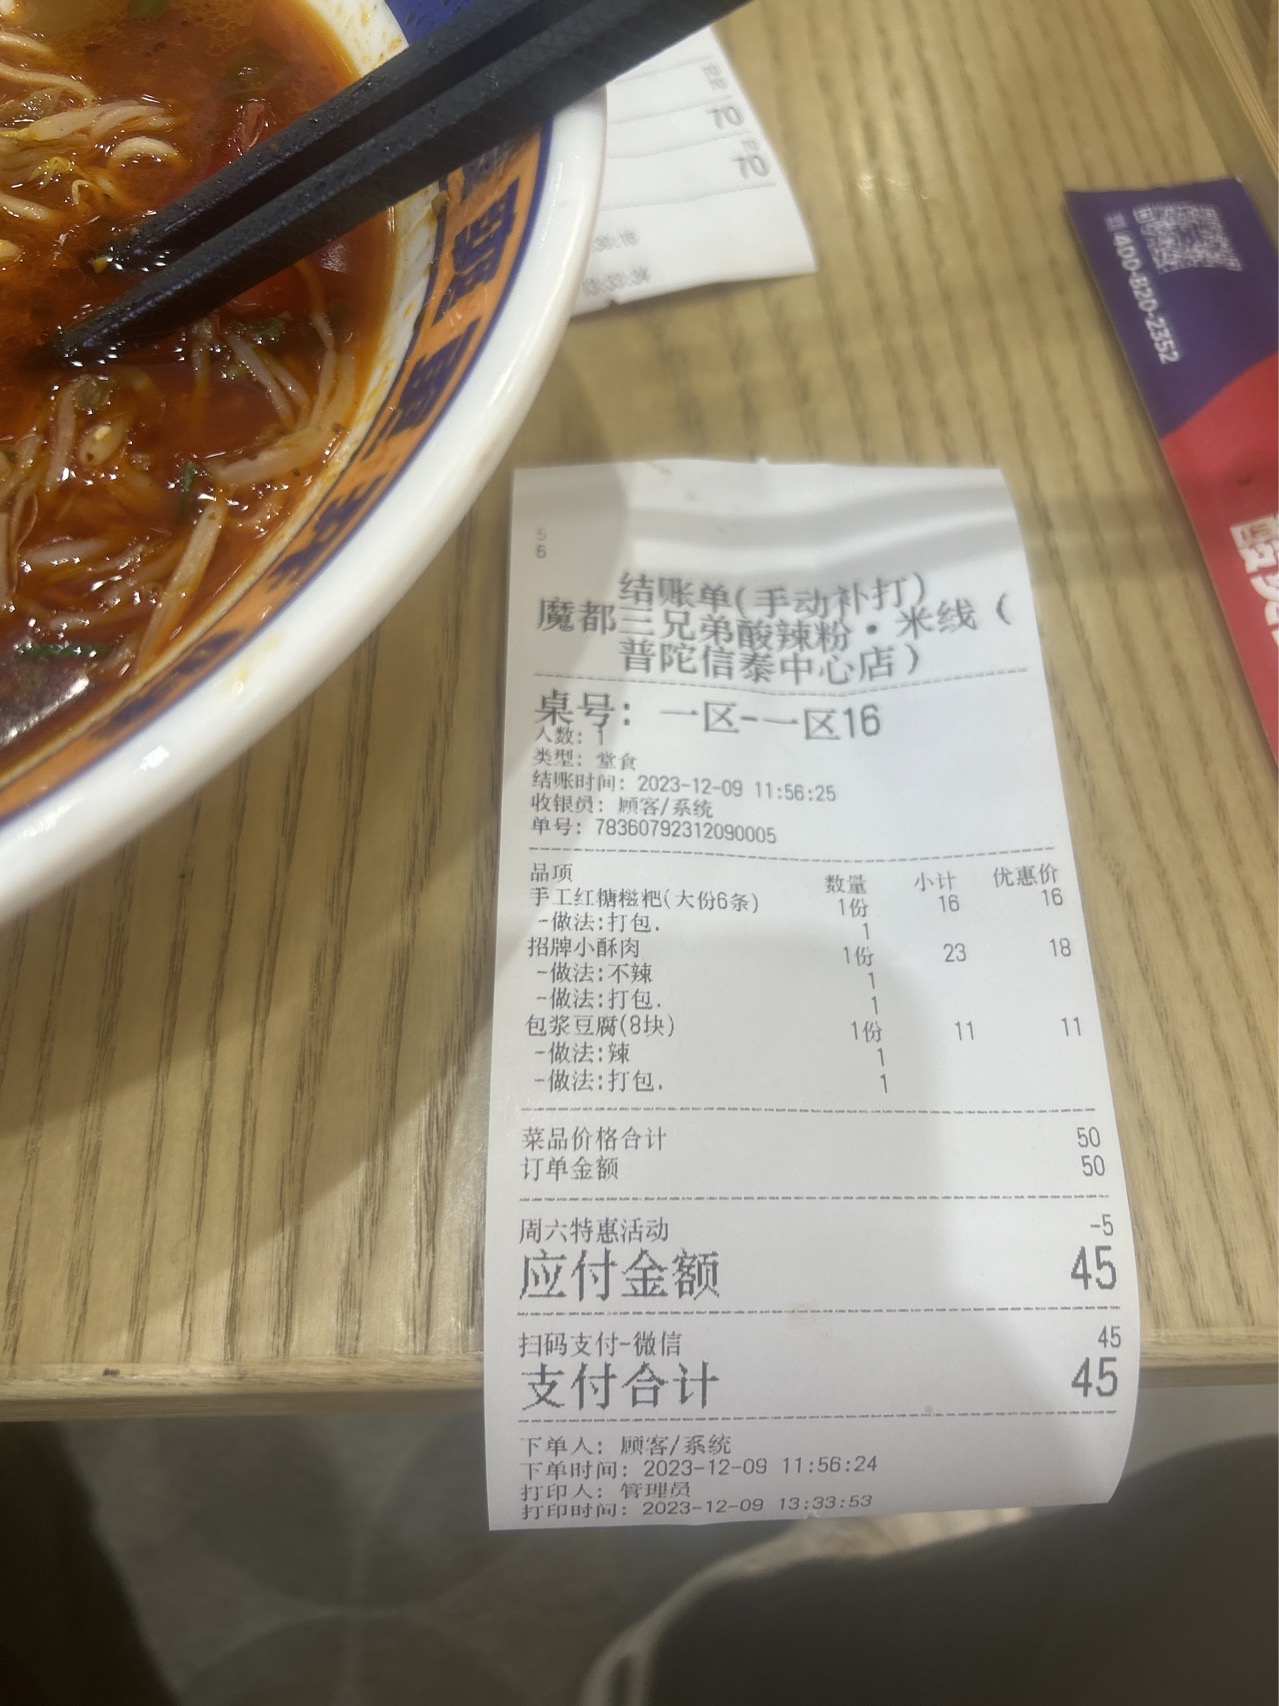 70
70
400-820-2352
5
6
结账单(手动补打)
魔都三兄弟酸辣粉·米线(
普陀信泰中心店)
桌号: 一区-一区16
人数: 1
类型: 堂食
结账时间: 2023-12-09 11:56:25
收银员: 顾客/系统
单号: 78360792312090005
品项 数量 小计 优惠价
手工红糖糍粑(大份6条) 1份 16 16
-做法:打包. 1
招牌小酥肉 1份 23 18
-做法:不辣 1
-做法:打包. 1
包浆豆腐(8块) 1份 11 11
-做法:辣 1
-做法:打包. 1
菜品价格合计 50
订单金额 50
周六特惠活动 -5
应付金额 45
扫码支付-微信 45
支付合计 45
下单人: 顾客/系统
下单时间: 2023-12-09 11:56:24
打印人: 管理员
打印时间: 2023-12-09 13:33:53